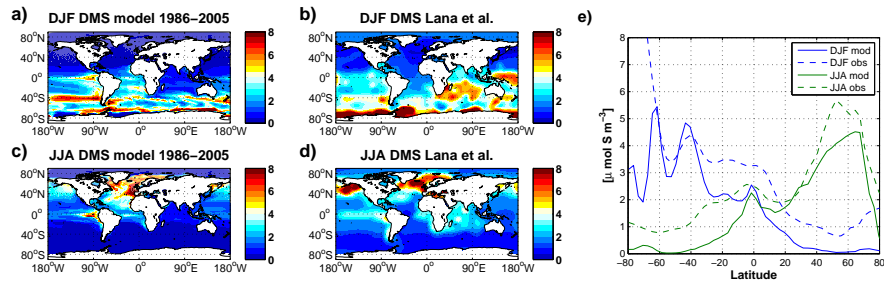 a) DJF DMS model 1986−2005
80°N
40°N
0°
40°S
80°S
180°W 90°W 0° 90°E 180°W
8
6
4
2
0
b) DJF DMS Lana et al.
80°N
40°N
0°
40°S
80°S
180°W 90°W 0° 90°E 180°W
8
6
4
2
0
c) JJA DMS model 1986−2005
80°N
40°N
0°
40°S
80°S
180°W 90°W 0° 90°E 180°W
8
6
4
2
0
d) JJA DMS Lana et al.
80°N
40°N
0°
40°S
80°S
180°W 90°W 0° 90°E 180°W
8
6
4
2
0
e)
DJF mod
DJF obs
JJA mod
JJA obs
[μ mol S m⁻³]
8
7
6
5
4
3
2
1
0
−80 −60 −40 −20 0 20 40 60 80
Latitude